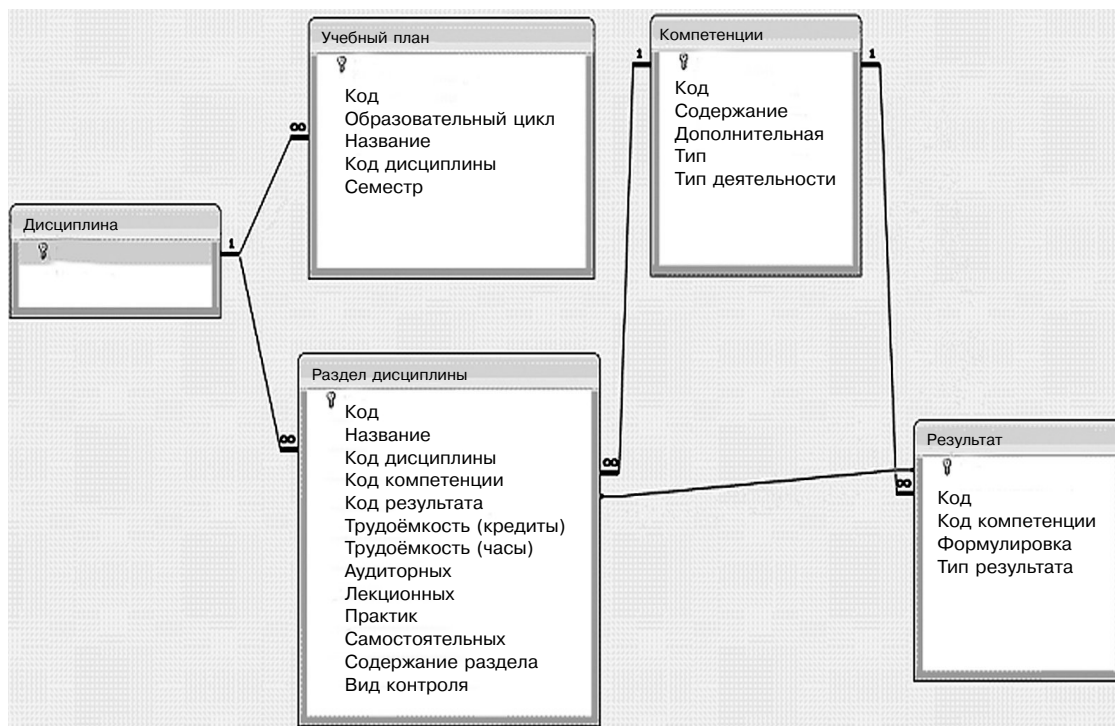 Учебный план
Код
Образовательный цикл
Название
Код дисциплины
Семестр
Компетенции
Код
Содержание
Дополнительная
Тип
Тип деятельности
Дисциплина
Раздел дисциплины
Код
Название
Код дисциплины
Код компетенции
Код результата
Трудоёмкость (кредиты)
Трудоёмкость (часы)
Аудиторных
Лекционных
Практик
Самостоятельных
Содержание раздела
Вид контроля
Результат
Код
Код компетенции
Формулировка
Тип результата
1
∞
1
∞
1
∞
∞